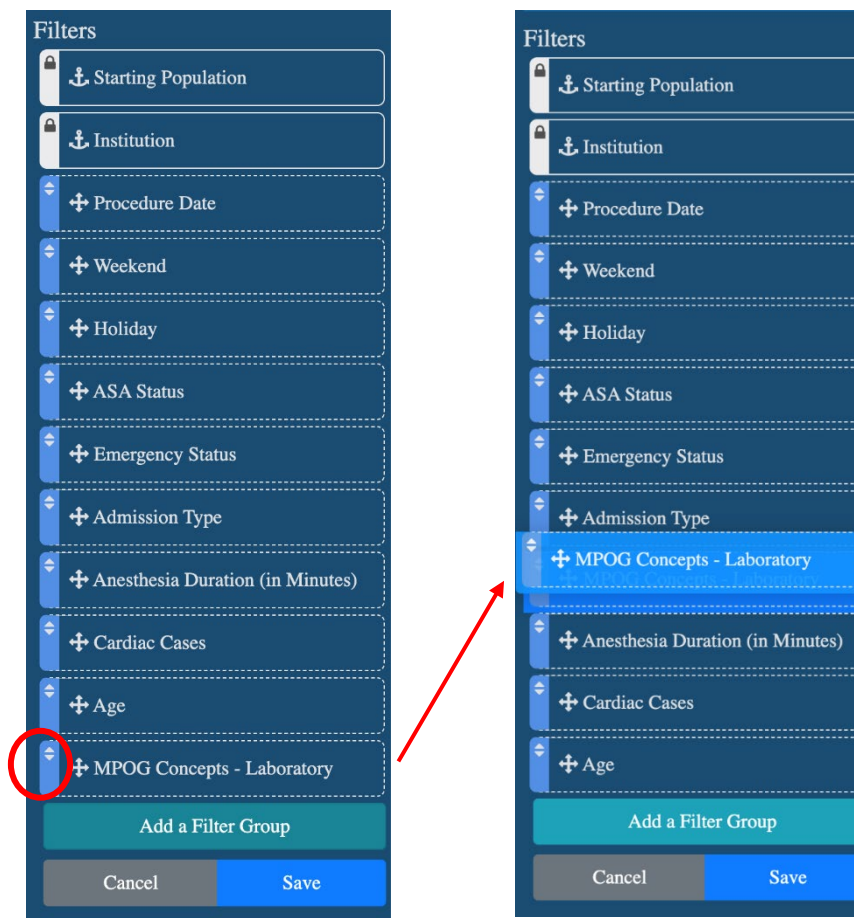 Filters
Starting Population
Institution
Procedure Date
Weekend
Holiday
ASA Status
Emergency Status
Admission Type
Anesthesia Duration (in Minutes)
Cardiac Cases
Age
MPOG Concepts - Laboratory
Add a Filter Group
Cancel
Save
Filters
Starting Population
Institution
Procedure Date
Weekend
Holiday
ASA Status
Emergency Status
Admission Type
MPOG Concepts - Laboratory
MPOG Concepts - Laboratory
Anesthesia Duration (in Minutes)
Cardiac Cases
Age
Add a Filter Group
Cancel
Save